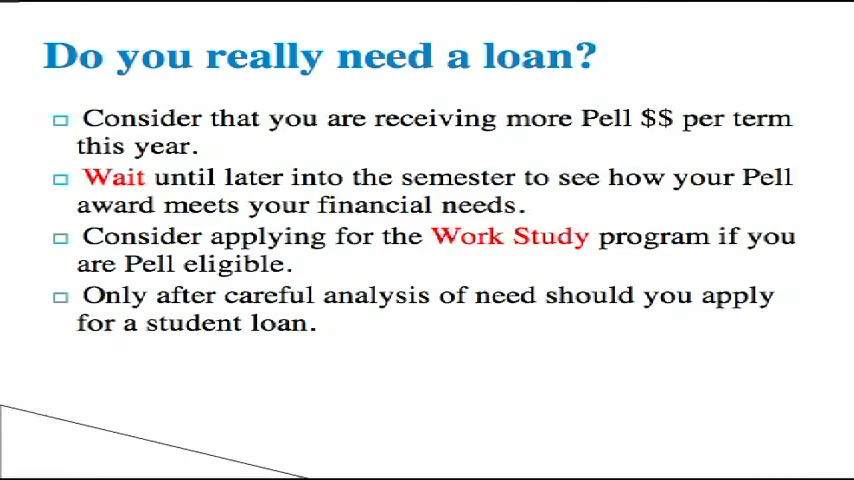 Do you really need a loan?
Consider that you are receiving more Pell $$ per term
this year.
Wait until later into the semester to see how your Pell
award meets your financial needs.
Consider applying for the Work Study program if you
are Pell eligible.
Only after careful analysis of need should you apply
for a student loan.